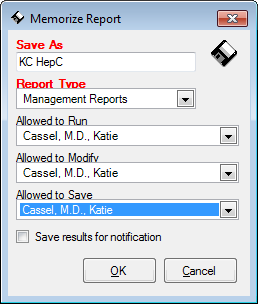 Memorize Report
Save As
KC HepC
Report Type
Management Reports
Allowed to Run
Cassel, M.D., Katie
Allowed to Modify
Cassel, M.D., Katie
Allowed to Save
Cassel, M.D., Katie
Save results for notification
OK Cancel